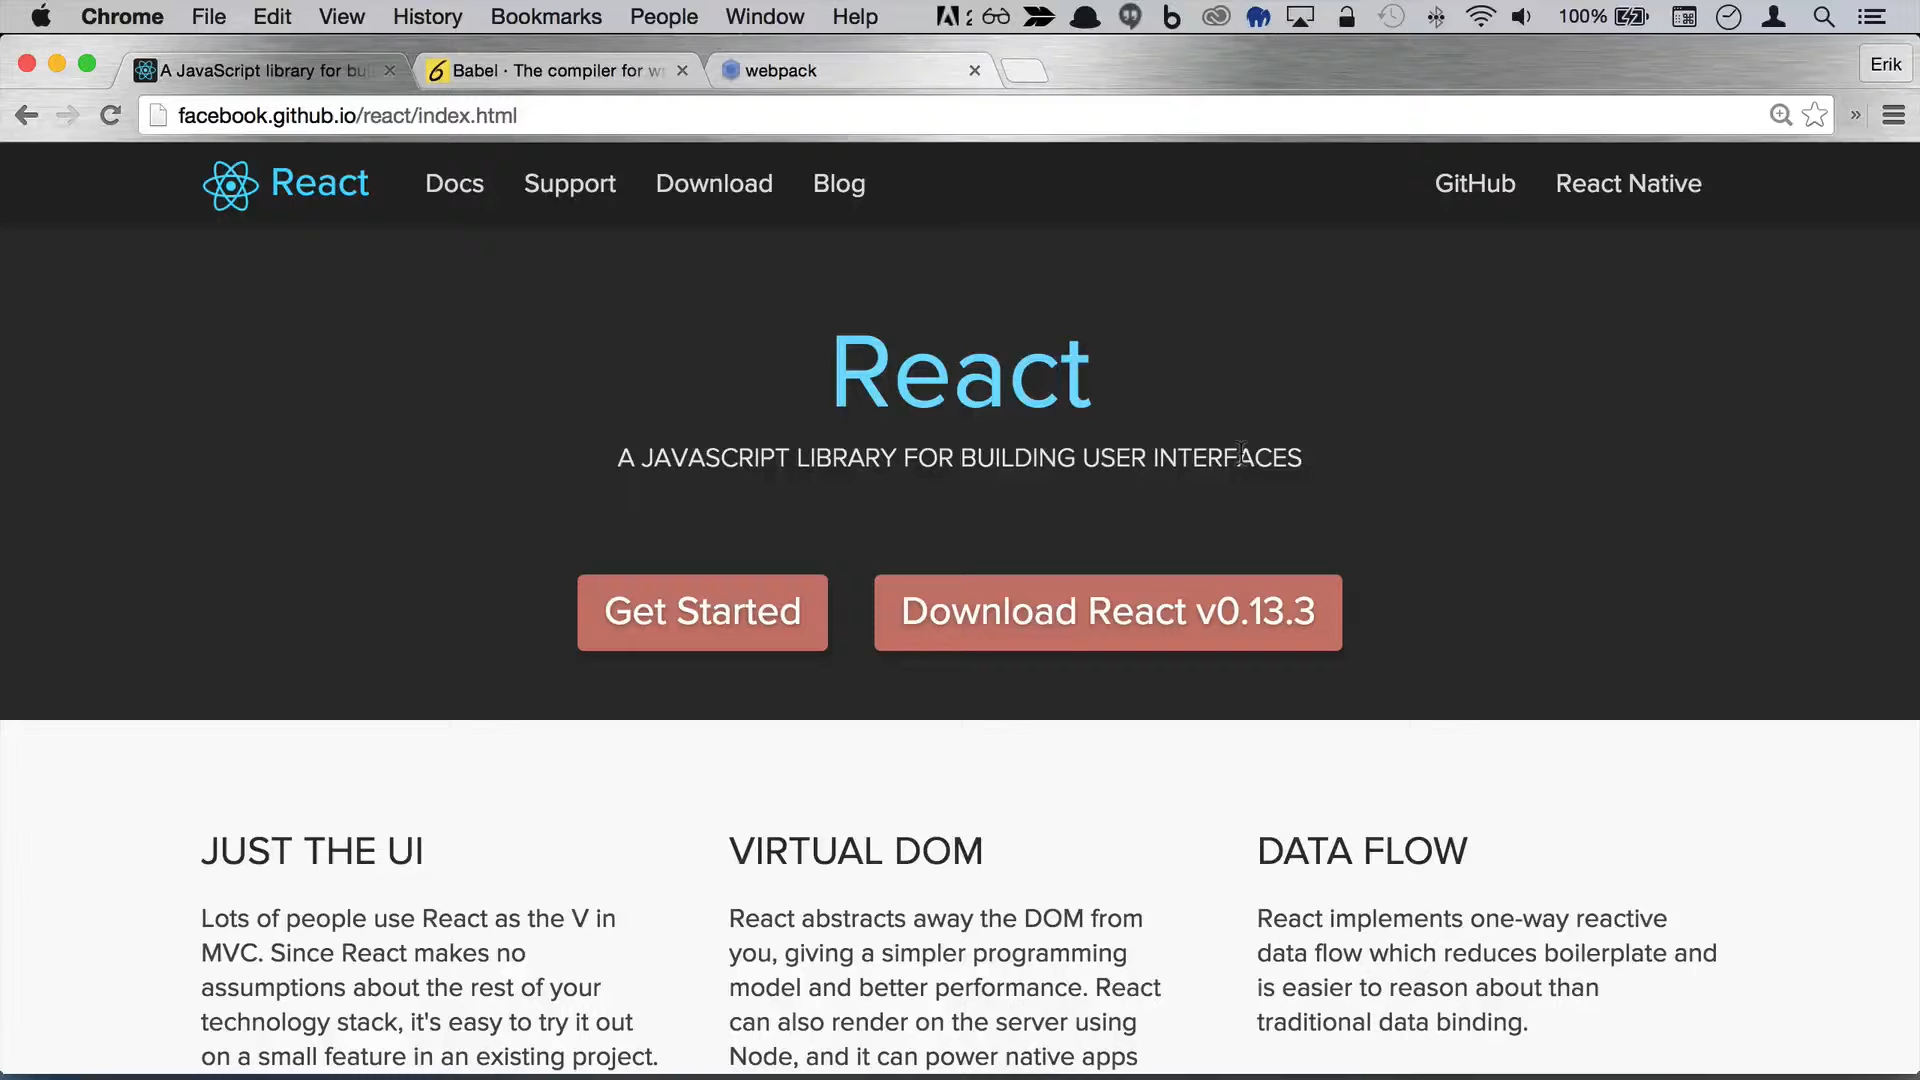 Chrome File Edit View History Bookmarks People Window Help 2 100%
A JavaScript library for bui
Babel · The compiler for wr
webpack
Erik
facebook.github.io/react/index.html
React Docs Support Download Blog GitHub React Native
React
A JAVASCRIPT LIBRARY FOR BUILDING USER INTERFACES
Get Started
Download React v0.13.3
JUST THE UI
Lots of people use React as the V in
MVC. Since React makes no
assumptions about the rest of your
technology stack, it's easy to try it out
on a small feature in an existing project.
VIRTUAL DOM
React abstracts away the DOM from
you, giving a simpler programming
model and better performance. React
can also render on the server using
Node, and it can power native apps
DATA FLOW
React implements one-way reactive
data flow which reduces boilerplate and
is easier to reason about than
traditional data binding.